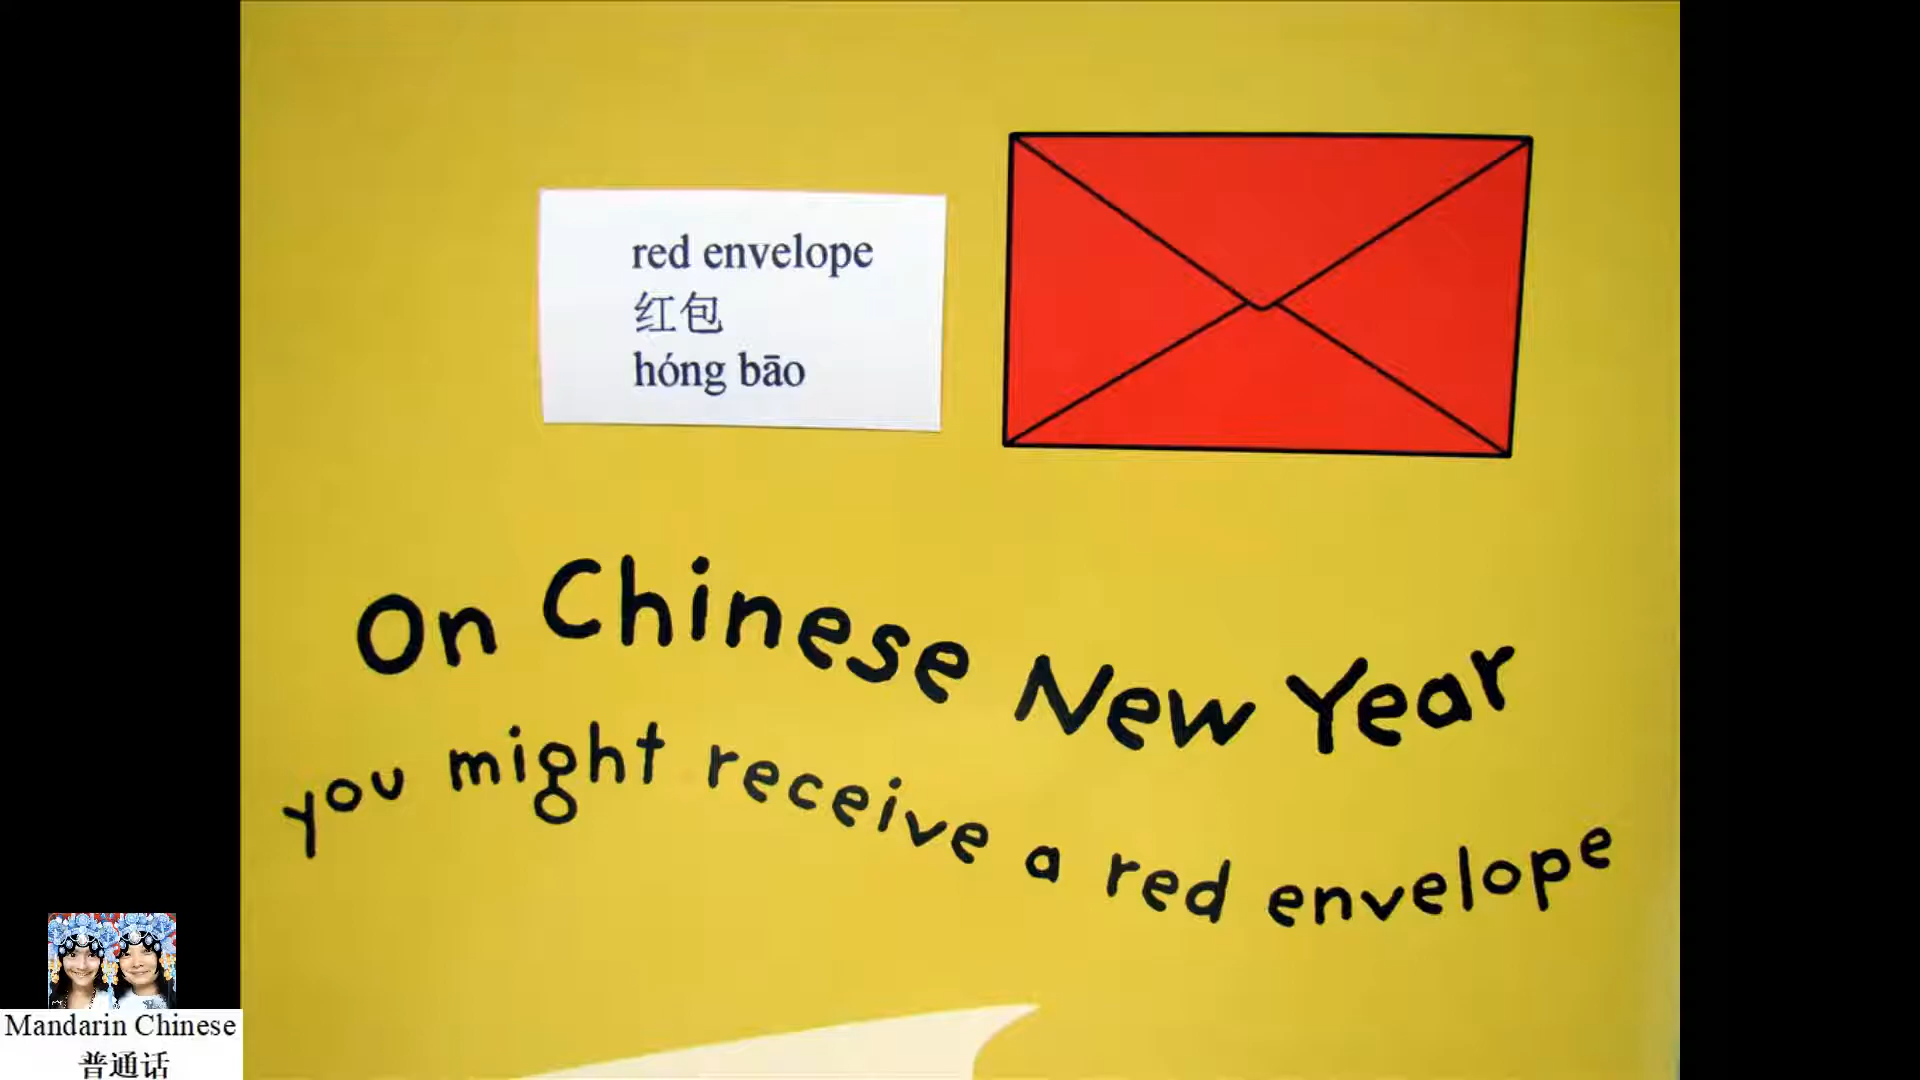 red envelope
红包
hóng bāo
On Chinese New Year
you might receive a red envelope
Mandarin Chinese
普通话